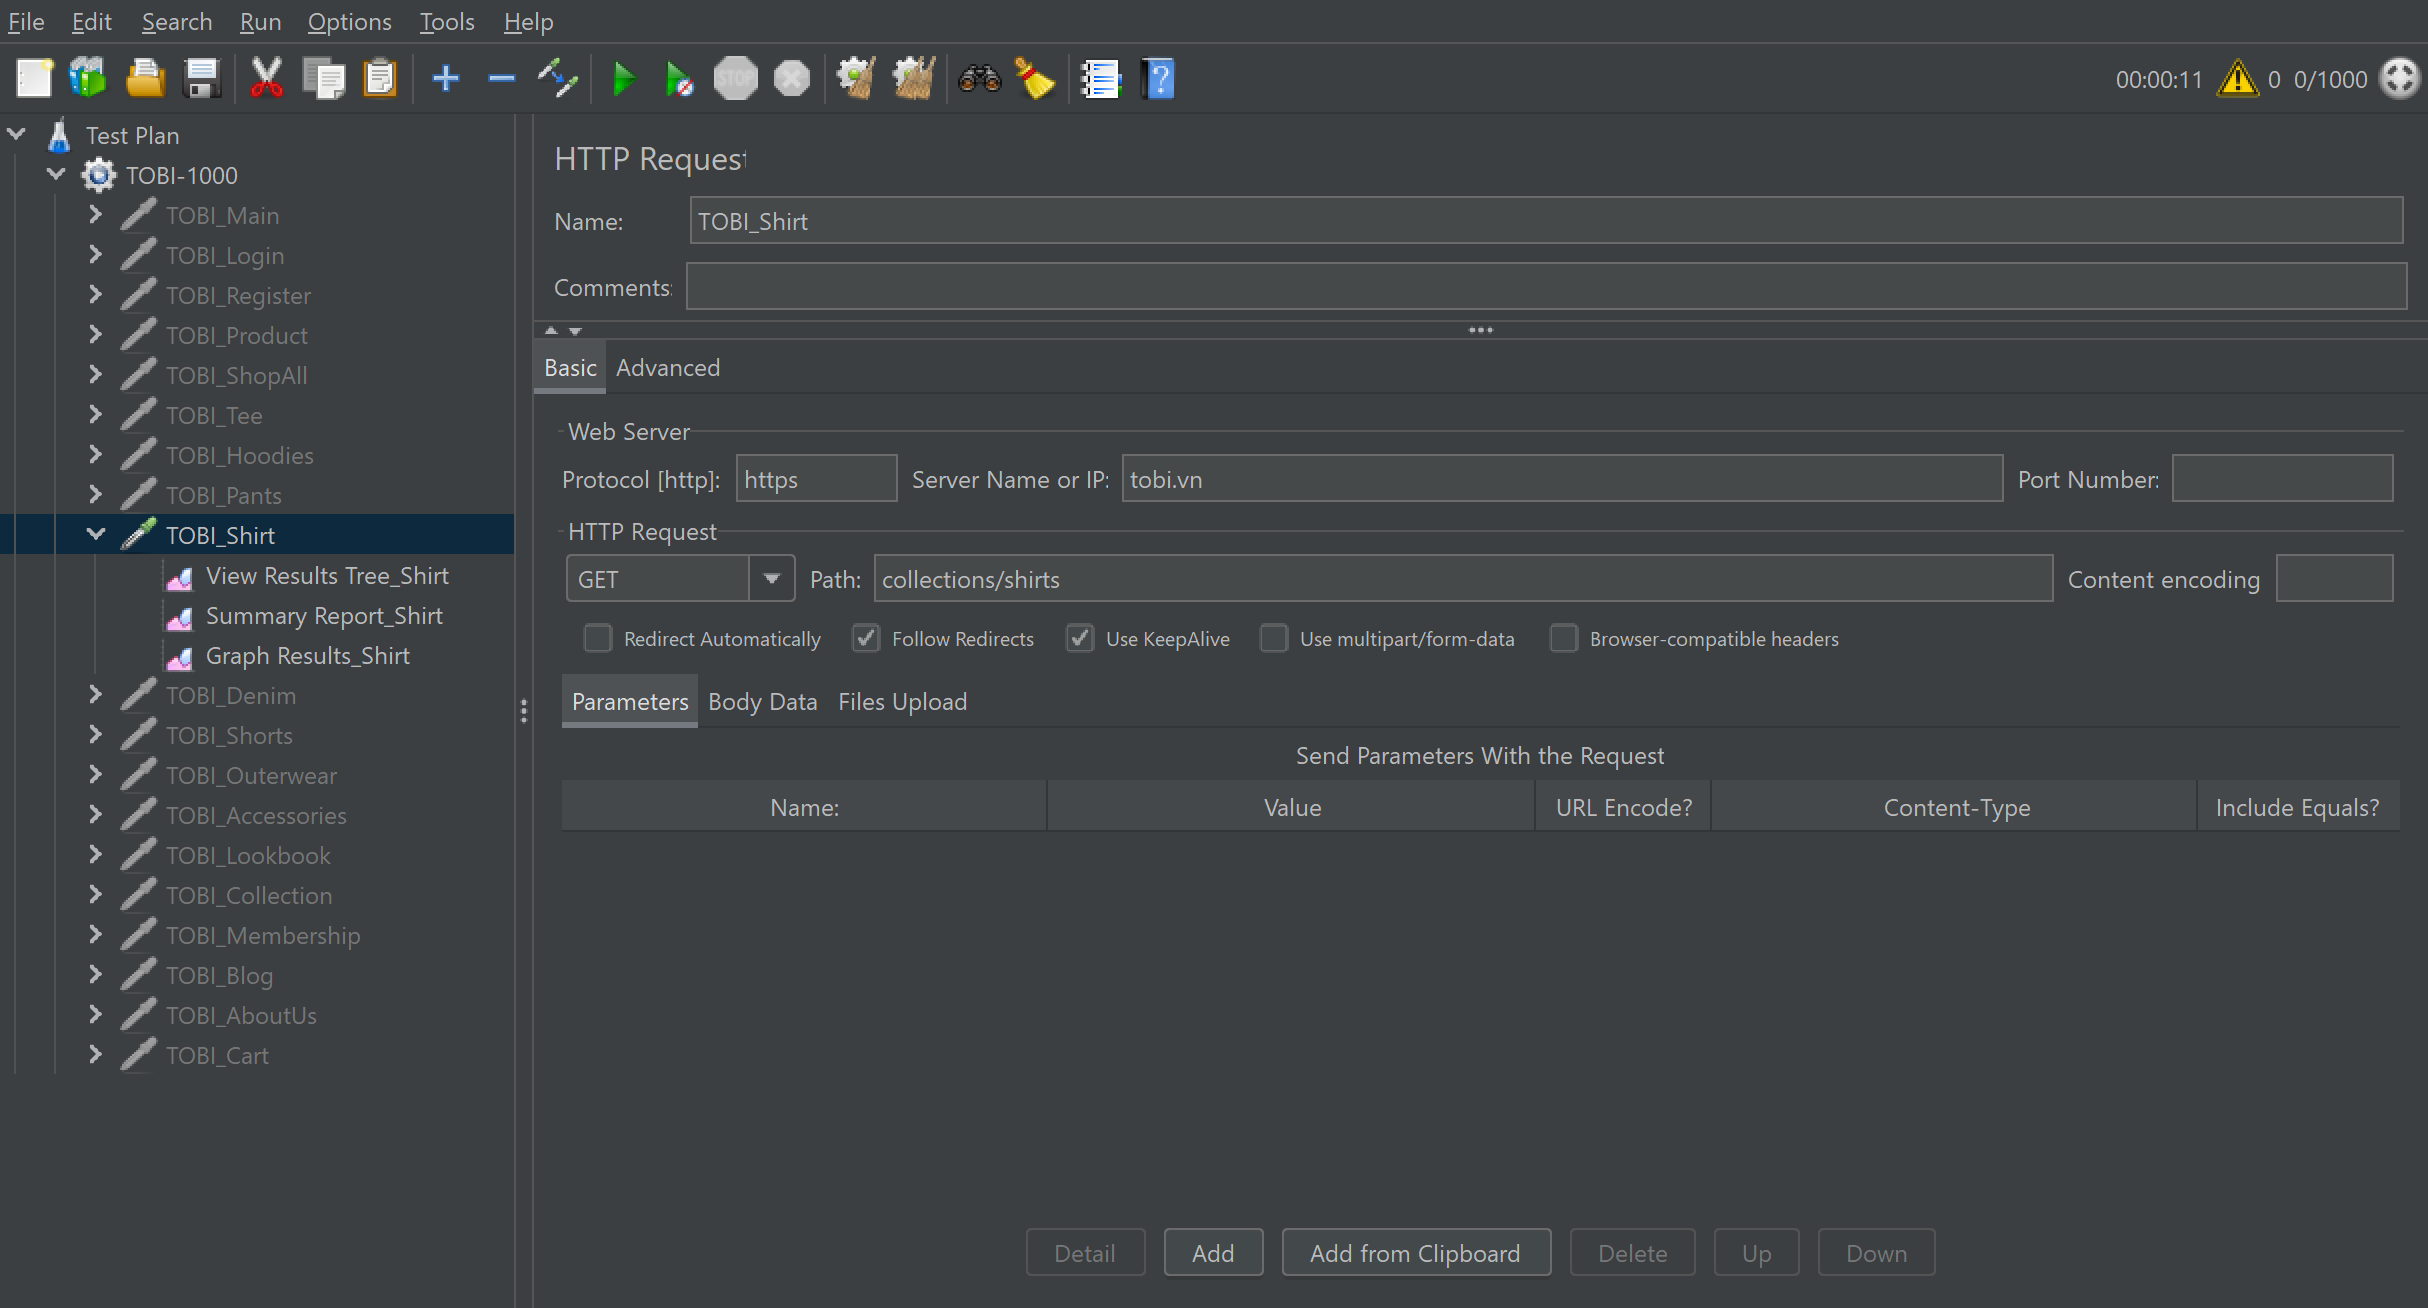 File Edit Search Run Options Tools Help
STOP 00:00:11 0 0/1000
Test Plan
TOBI-1000
TOBI_Main
TOBI_Login
TOBI_Register
TOBI_Product
TOBI_ShopAll
TOBI_Tee
TOBI_Hoodies
TOBI_Pants
TOBI_Shirt
View Results Tree_Shirt
Summary Report_Shirt
Graph Results_Shirt
TOBI_Denim
TOBI_Shorts
TOBI_Outerwear
TOBI_Accessories
TOBI_Lookbook
TOBI_Collection
TOBI_Membership
TOBI_Blog
TOBI_AboutUs
TOBI_Cart
HTTP Request
Name: TOBI_Shirt
Comments:
Basic Advanced
Web Server
Protocol [http]: https Server Name or IP: tobi.vn Port Number:
HTTP Request
GET Path: collections/shirts Content encoding
Redirect Automatically Follow Redirects Use KeepAlive Use multipart/form-data Browser-compatible headers
Parameters Body Data Files Upload
Send Parameters With the Request
Name: Value URL Encode? Content-Type Include Equals?
Detail Add Add from Clipboard Delete Up Down